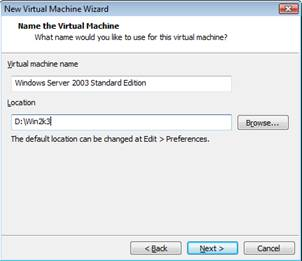 New Virtual Machine Wizard
Name the Virtual Machine
What name would you like to use for this virtual machine?
Virtual machine name
Windows Server 2003 Standard Edition
Location
D:\Win2k3
Browse...
The default location can be changed at Edit > Preferences.
< Back
Next >
Cancel